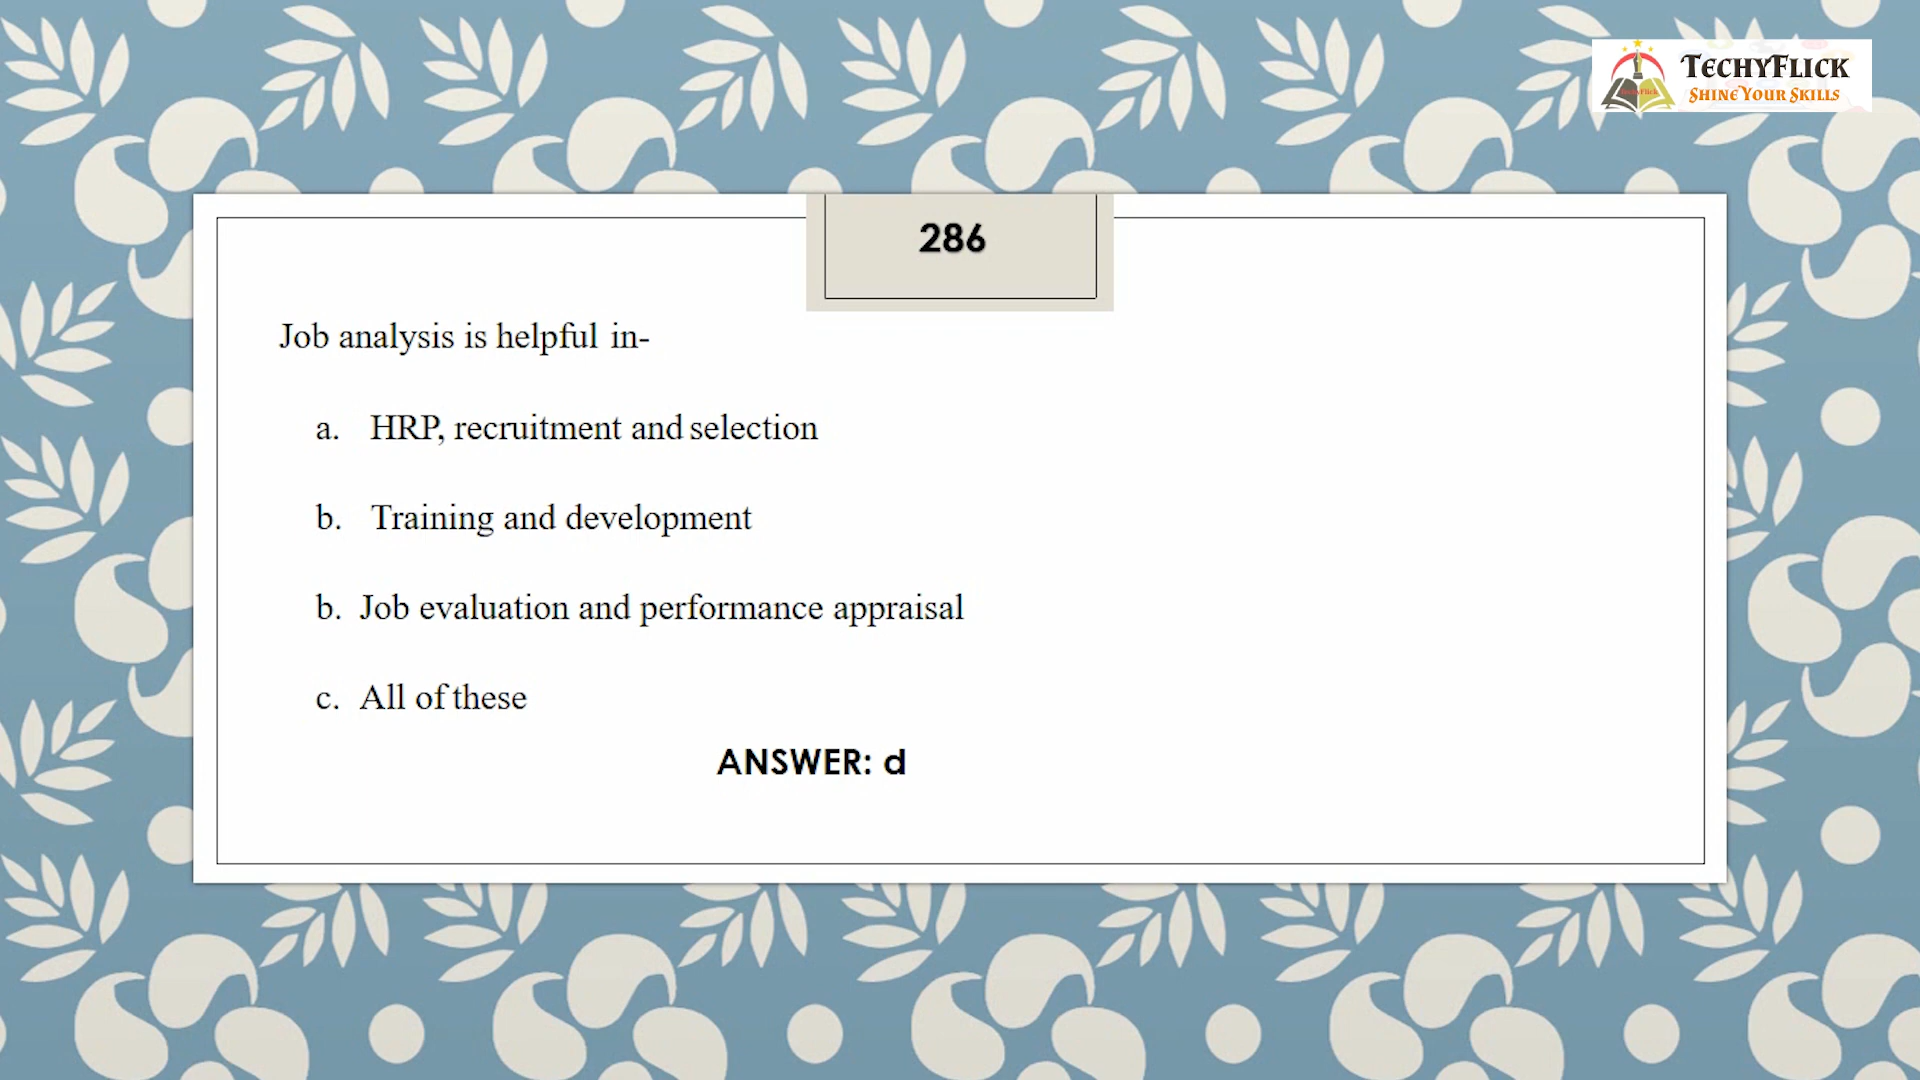 TECHYFLICK
SHINE YOUR SKILLS
286
Job analysis is helpful in-
a. HRP, recruitment and selection
b. Training and development
b. Job evaluation and performance appraisal
c. All of these
ANSWER: d